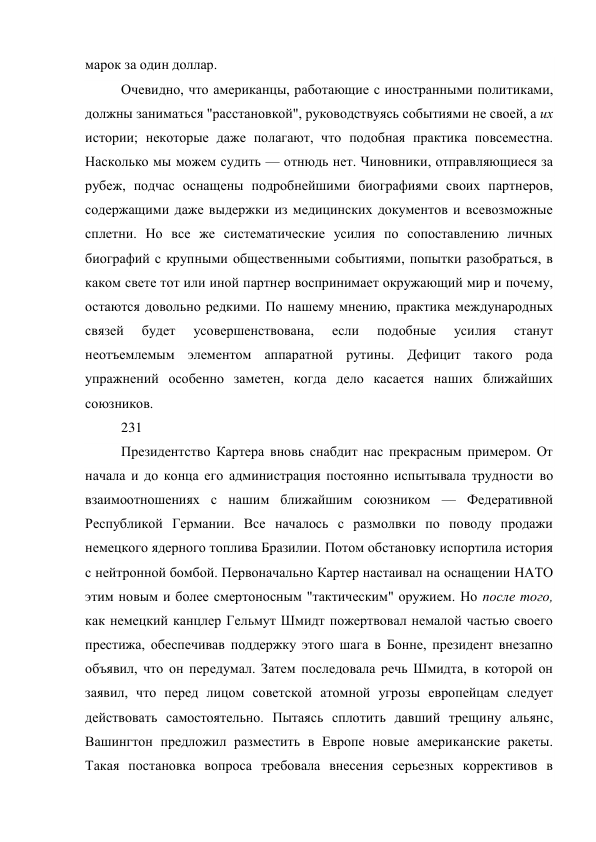 марок за один доллар.
Очевидно, что американцы, работающие с иностранными политиками,
должны заниматься "расстановкой", руководствуясь событиями не своей, а их
истории; некоторые даже полагают, что подобная практика повсеместна.
Насколько мы можем судить — отнюдь нет. Чиновники, отправляющиеся за
рубеж, подчас оснащены подробнейшими биографиями своих партнеров,
содержащими даже выдержки из медицинских документов и всевозможные
сплетни. Но все же систематические усилия по сопоставлению личных
биографий с крупными общественными событиями, попытки разобраться, в
каком свете тот или иной партнер воспринимает окружающий мир и почему,
остаются довольно редкими. По нашему мнению, практика международных
связей будет усовершенствована, если подобные усилия станут
неотъемлемым элементом аппаратной рутины. Дефицит такого рода
упражнений особенно заметен, когда дело касается наших ближайших
союзников.
231
Президентство Картера вновь снабдит нас прекрасным примером. От
начала и до конца его администрация постоянно испытывала трудности во
взаимоотношениях с нашим ближайшим союзником — Федеративной
Республикой Германии. Все началось с размолвки по поводу продажи
немецкого ядерного топлива Бразилии. Потом обстановку испортила история
с нейтронной бомбой. Первоначально Картер настаивал на оснащении НАТО
этим новым и более смертоносным "тактическим" оружием. Но после того,
как немецкий канцлер Гельмут Шмидт пожертвовал немалой частью своего
престижа, обеспечивав поддержку этого шага в Бонне, президент внезапно
объявил, что он передумал. Затем последовала речь Шмидта, в которой он
заявил, что перед лицом советской атомной угрозы европейцам следует
действовать самостоятельно. Пытаясь сплотить давший трещину альянс,
Вашингтон предложил разместить в Европе новые американские ракеты.
Такая постановка вопроса требовала внесения серьезных коррективов в